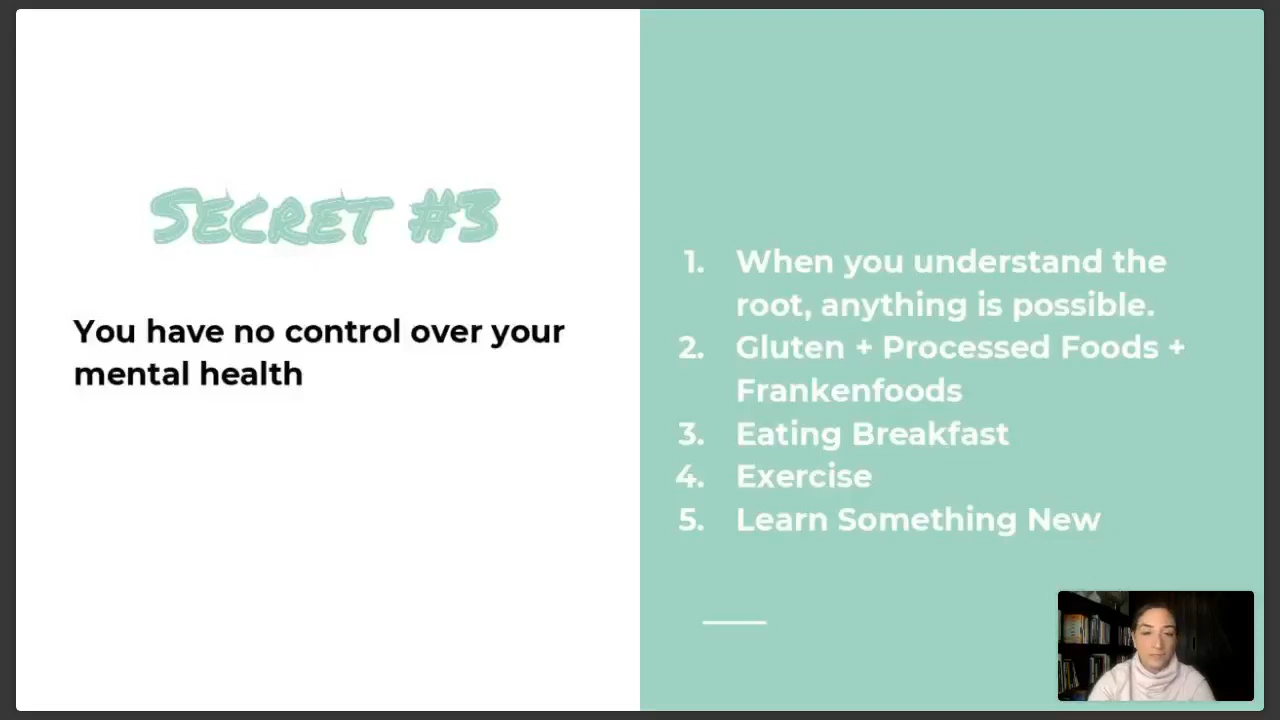 Secret #3
You have no control over your
mental health
1. When you understand the
root, anything is possible.
2. Gluten + Processed Foods +
Frankenfoods
3. Eating Breakfast
4. Exercise
5. Learn Something New